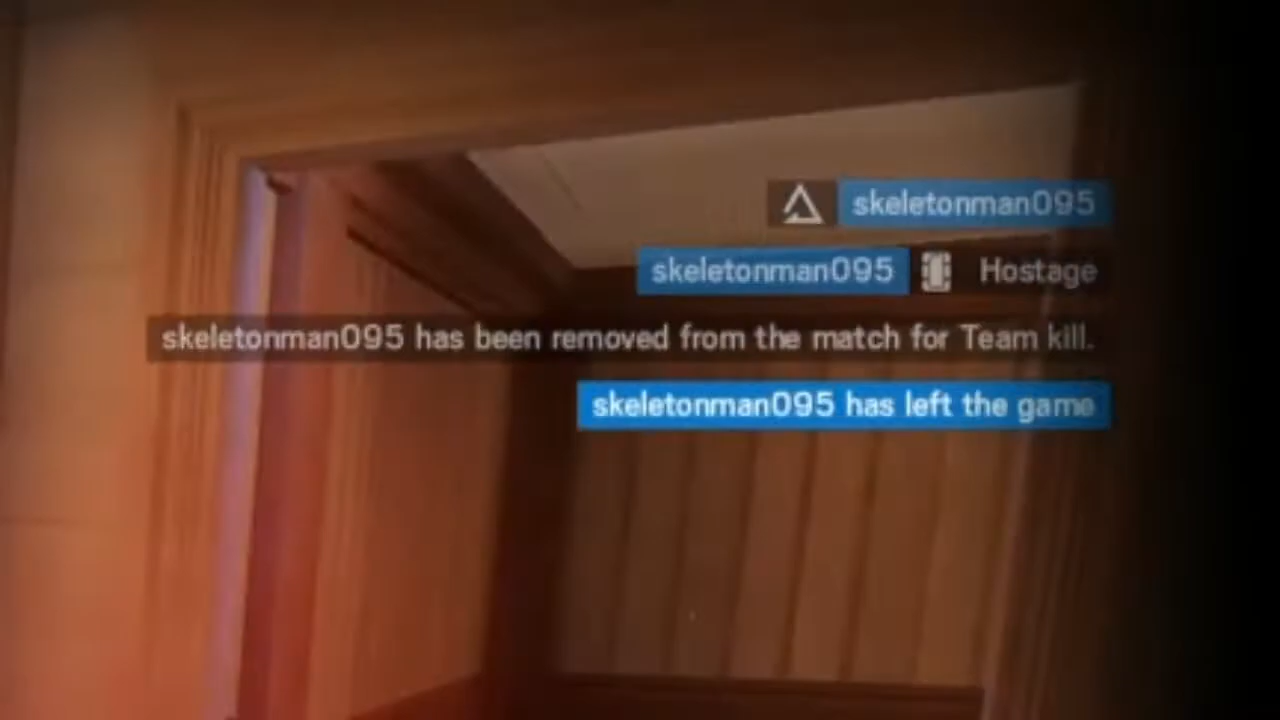 skeletonman095
skeletonman095 Hostage
skeletonman095 has been removed from the match for Team kill.
skeletonman095 has left the game